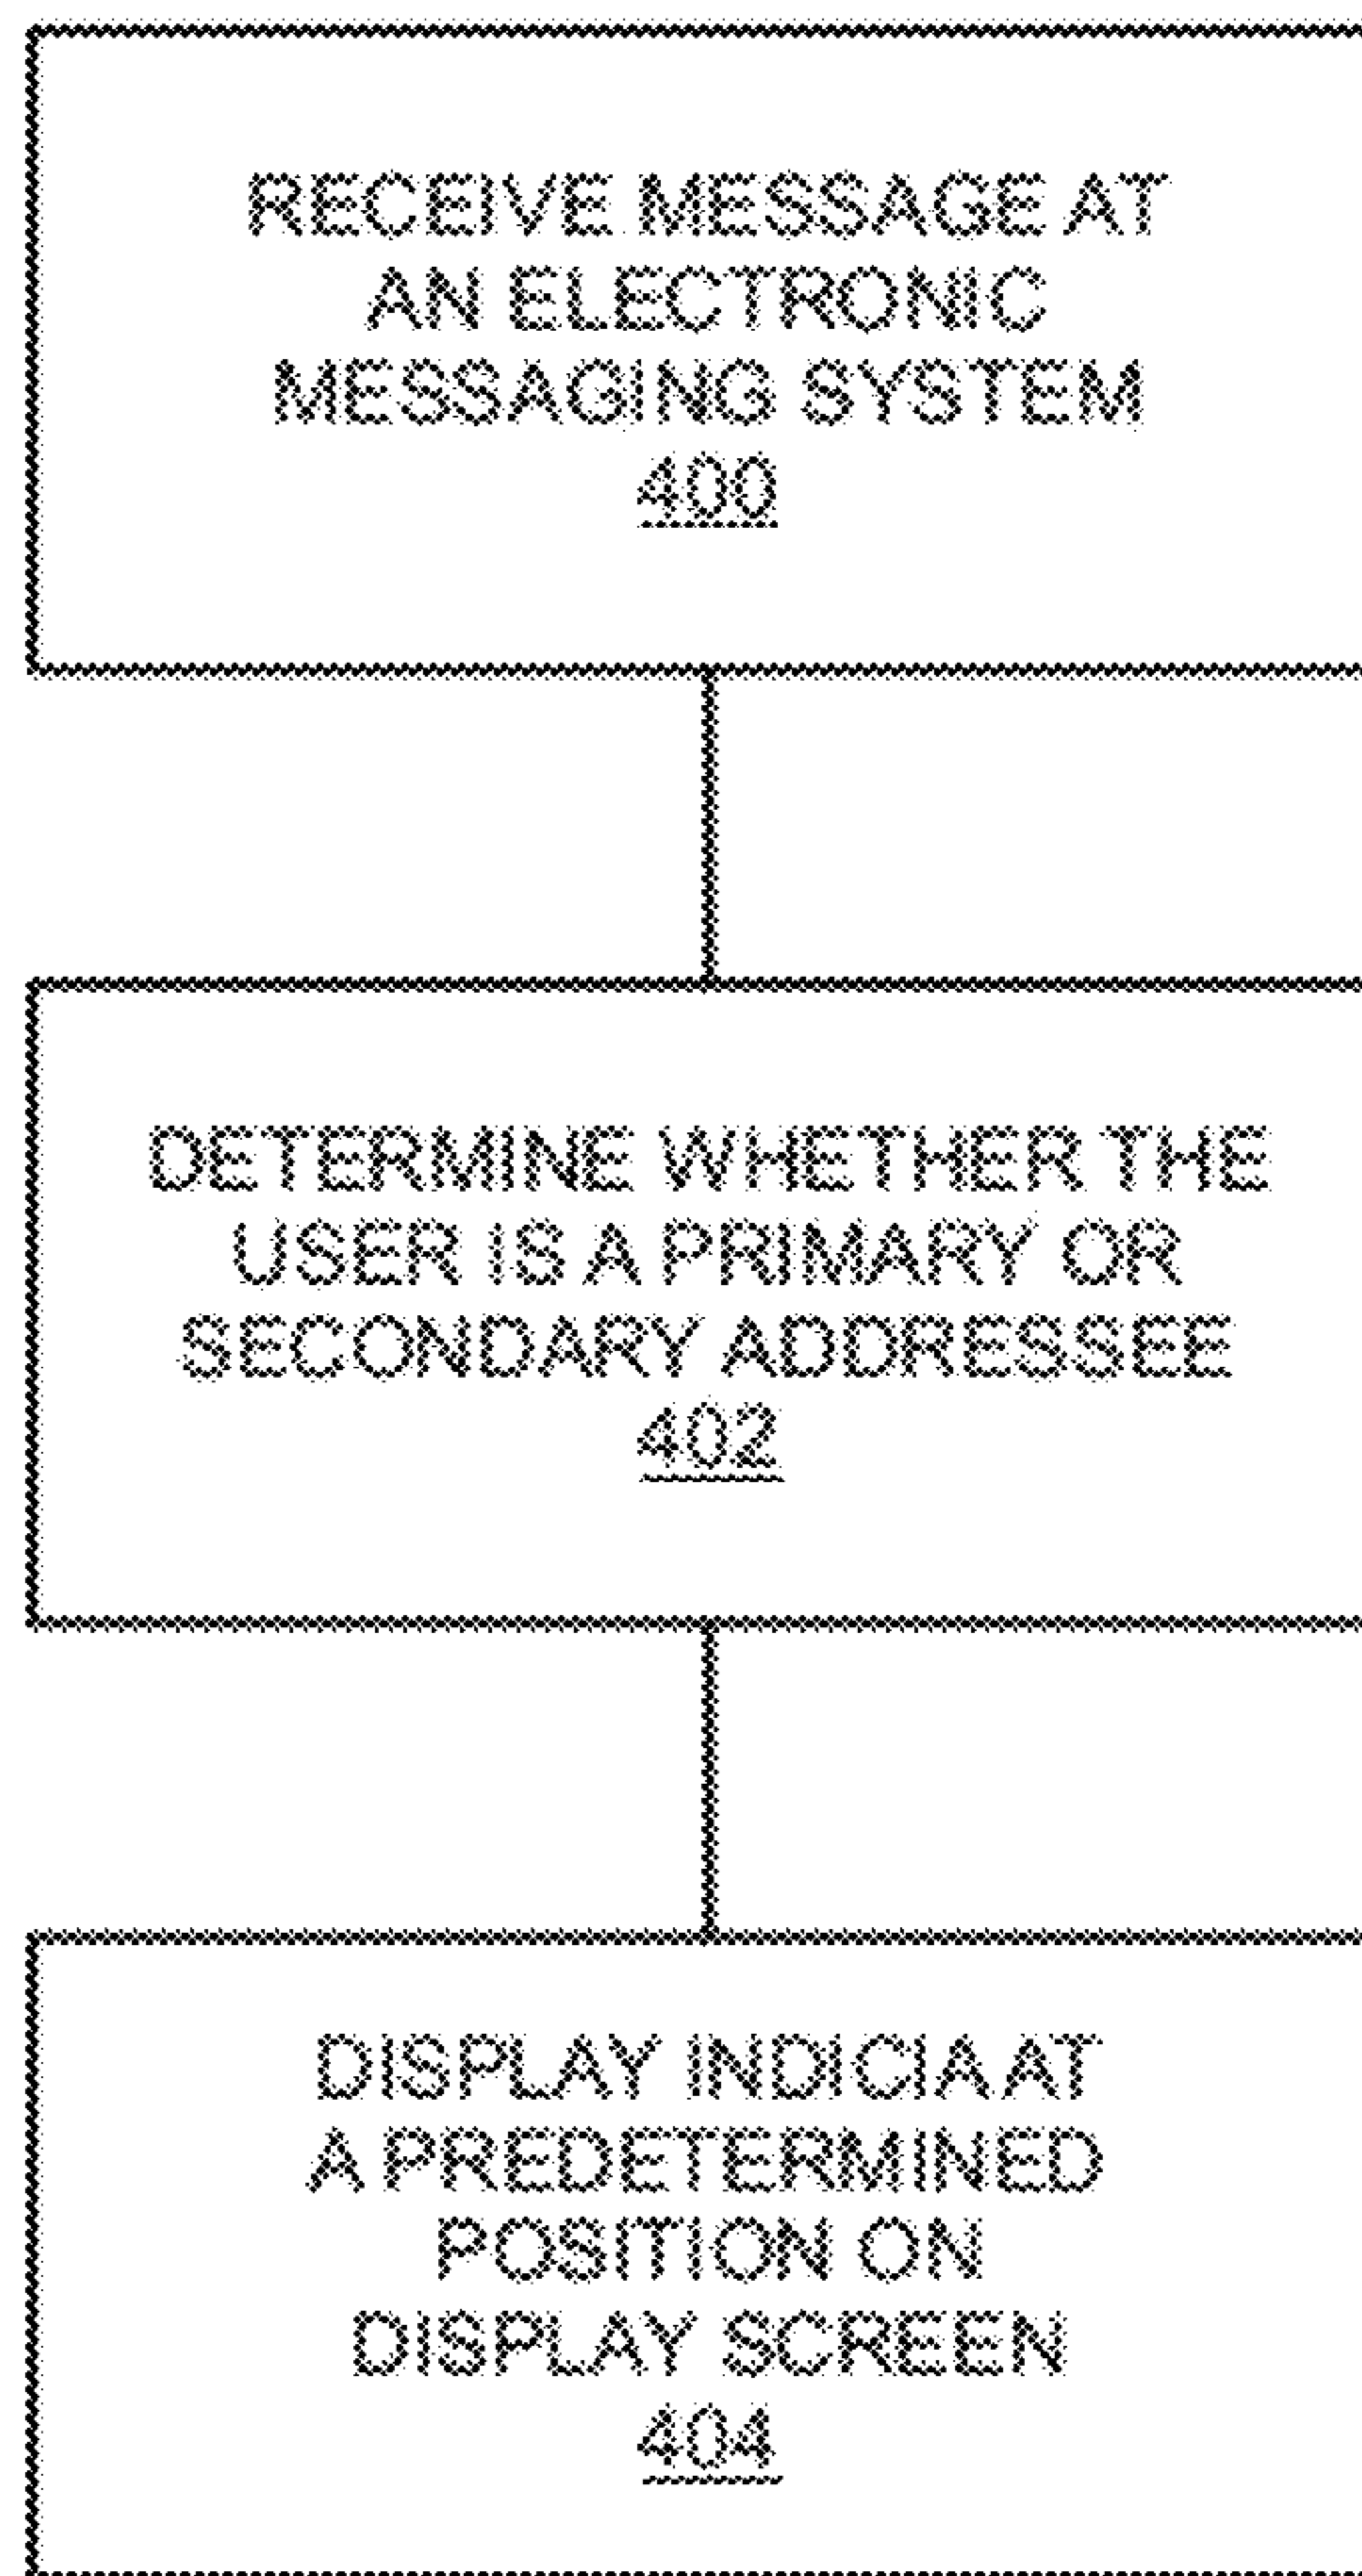 RECEIVE MESSAGE AT
AN ELECTRONIC
MESSAGING SYSTEM
400
DETERMINE WHETHER THE
USER IS A PRIMARY OR
SECONDARY ADDRESSEE
402
DISPLAY INDICIA AT
A PREDETERMINED
POSITION ON
DISPLAY SCREEN
404